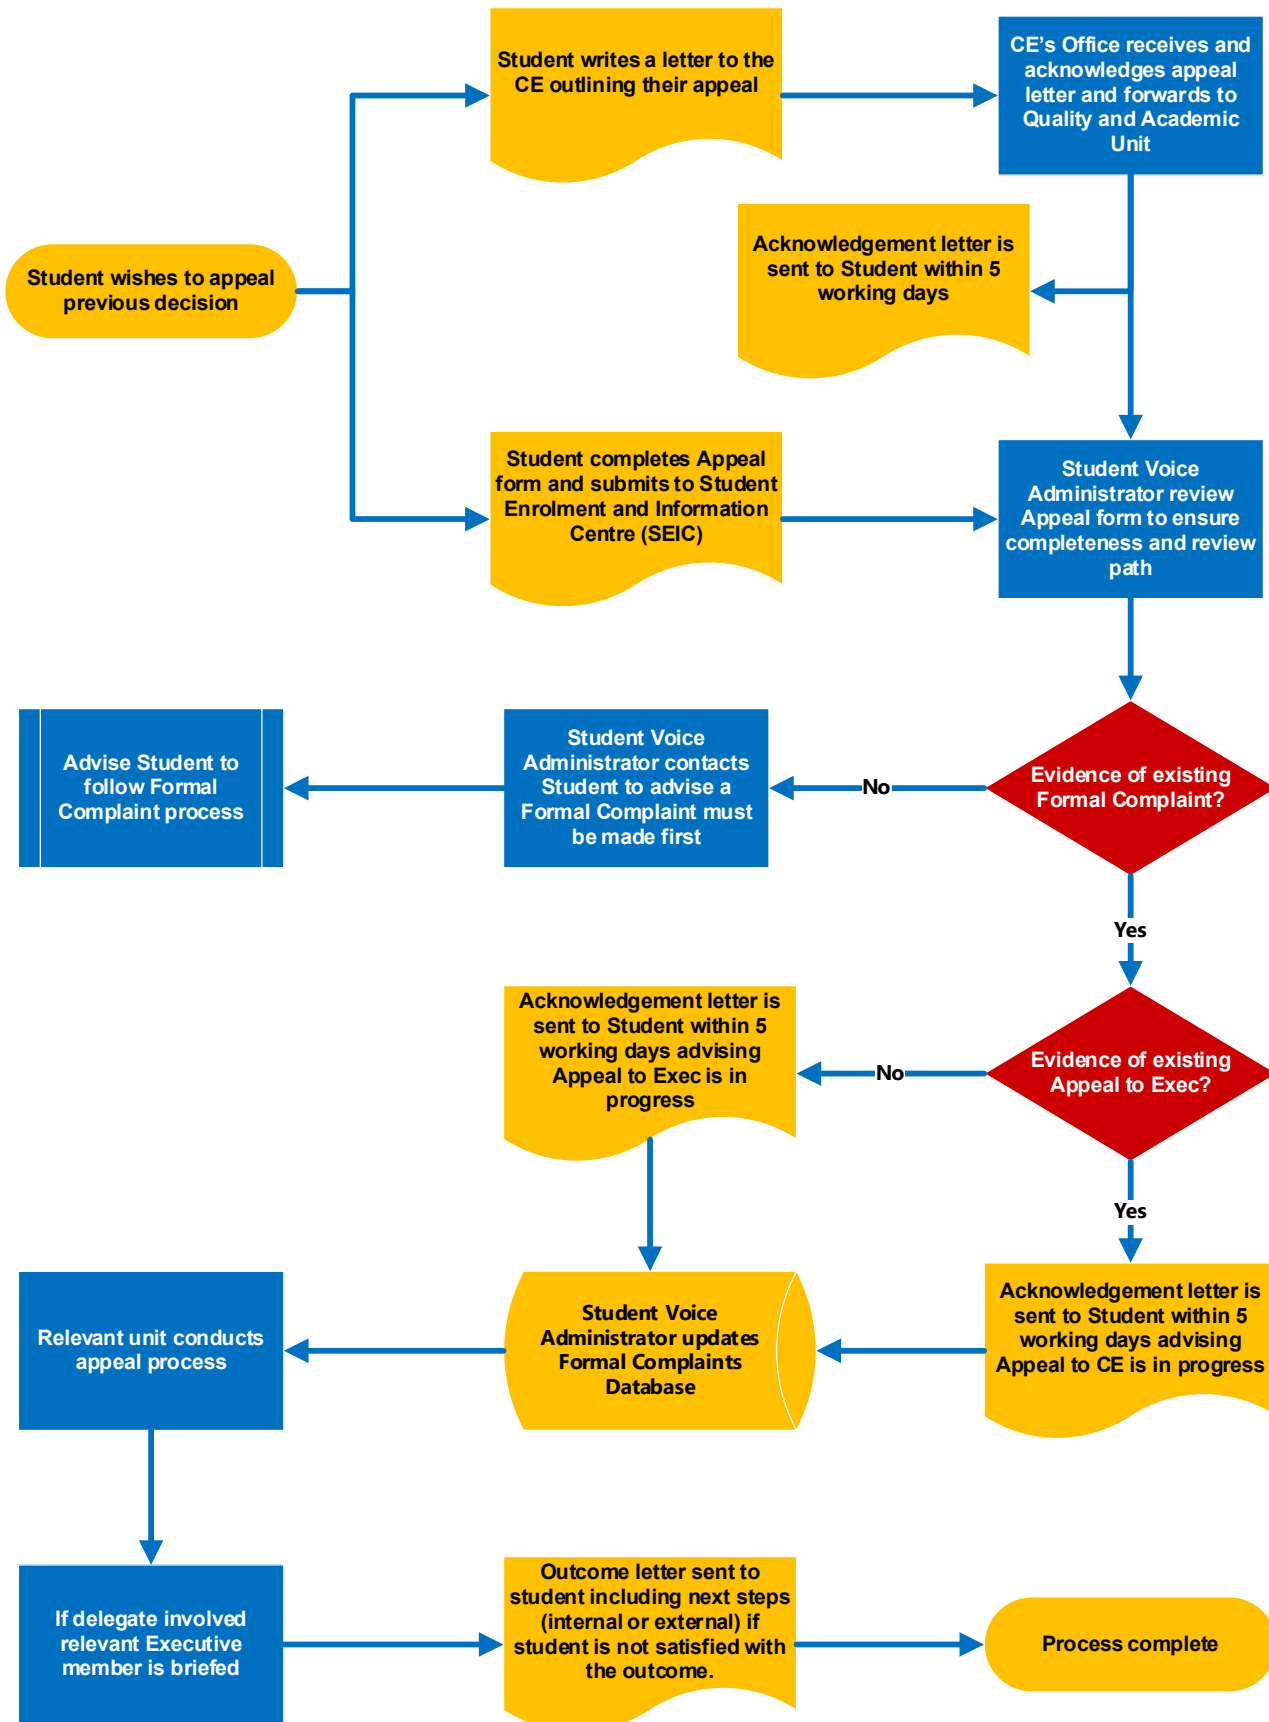 Student writes a letter to the
CE outlining their appeal
CE's Office receives and
acknowledges appeal
letter and forwards to
Quality and Academic
Unit
Acknowledgement letter is
sent to Student within 5
working days
Student wishes to appeal
previous decision
Student completes Appeal
form and submits to Student
Enrolment and Information
Centre (SEIC)
Student Voice
Administrator review
Appeal form to ensure
completeness and review
path
Advise Student to
follow Formal
Complaint process
Student Voice
Administrator contacts
Student to advise a
Formal Complaint must
be made first
No
Evidence of existing
Formal Complaint?
Yes
Acknowledgement letter is
sent to Student within 5
working days advising
Appeal to Exec is in
progress
No
Evidence of existing
Appeal to Exec?
Yes
Relevant unit conducts
appeal process
Student Voice
Administrator updates
Formal Complaints
Database
Acknowledgement letter is
sent to Student within 5
working days advising
Appeal to CE is in progress
If delegate involved
relevant Executive
member is briefed
Outcome letter sent to
student including next steps
(internal or external) if
student is not satisfied with
the outcome.
Process complete